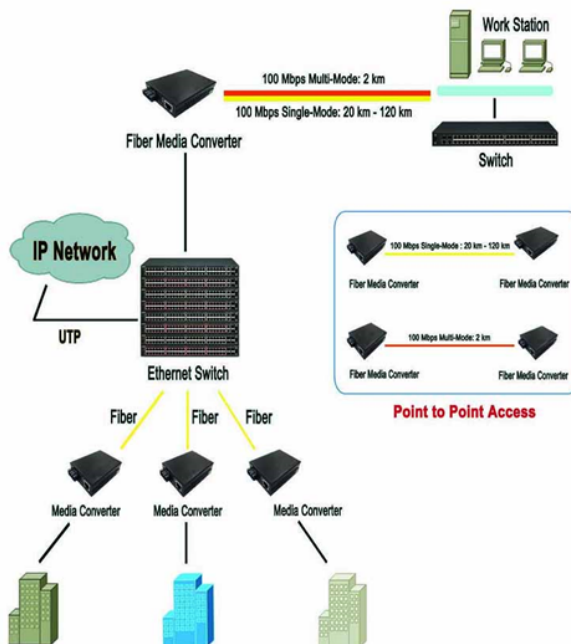 Work Station
100 Mbps Multi-Mode: 2 km
100 Mbps Single-Mode: 20 km - 120 km
Fiber Media Converter
Switch
IP Network
UTP
Ethernet Switch
100 Mbps Single-Mode : 20 km - 120 km
Fiber Media Converter
Fiber Media Converter
100 Mbps Multi-Mode: 2 km
Fiber Media Converter
Fiber Media Converter
Point to Point Access
Fiber
Fiber
Fiber
Media Converter
Media Converter
Media Converter